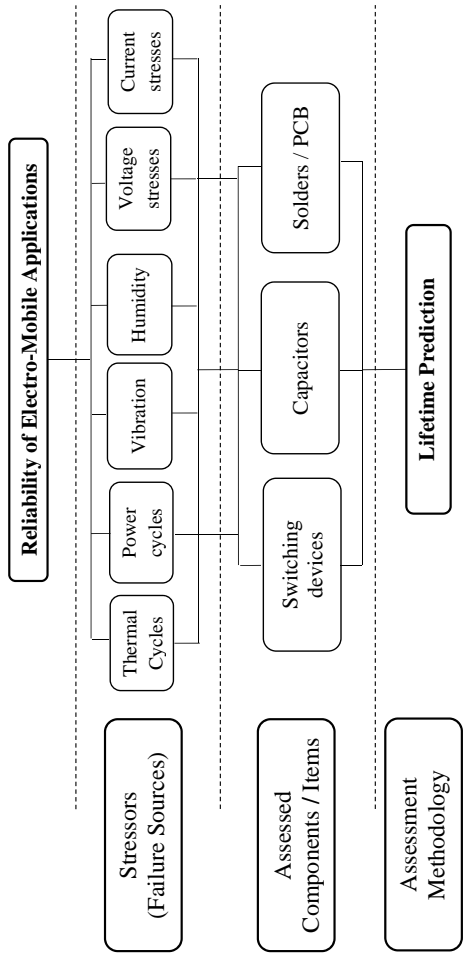 Reliability of Electro-Mobile Applications
Stressors
(Failure Sources)
Thermal
Cycles
Power
cycles
Vibration
Humidity
Voltage
stresses
Current
stresses
Assessed
Components / Items
Switching
devices
Capacitors
Solders / PCB
Assessment
Methodology
Lifetime Prediction